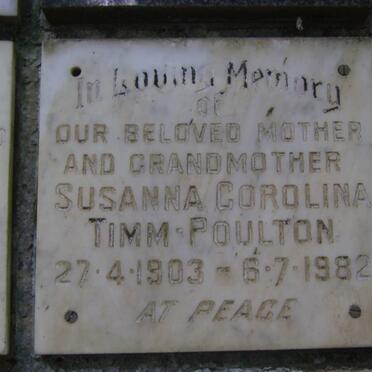 In Loving Memory
OF
OUR BELOVED MOTHER
AND GRANDMOTHER
SUSANNA COROLINA
TIMM-POULTON
27·4·1903 - 6·7·1982
AT PEACE